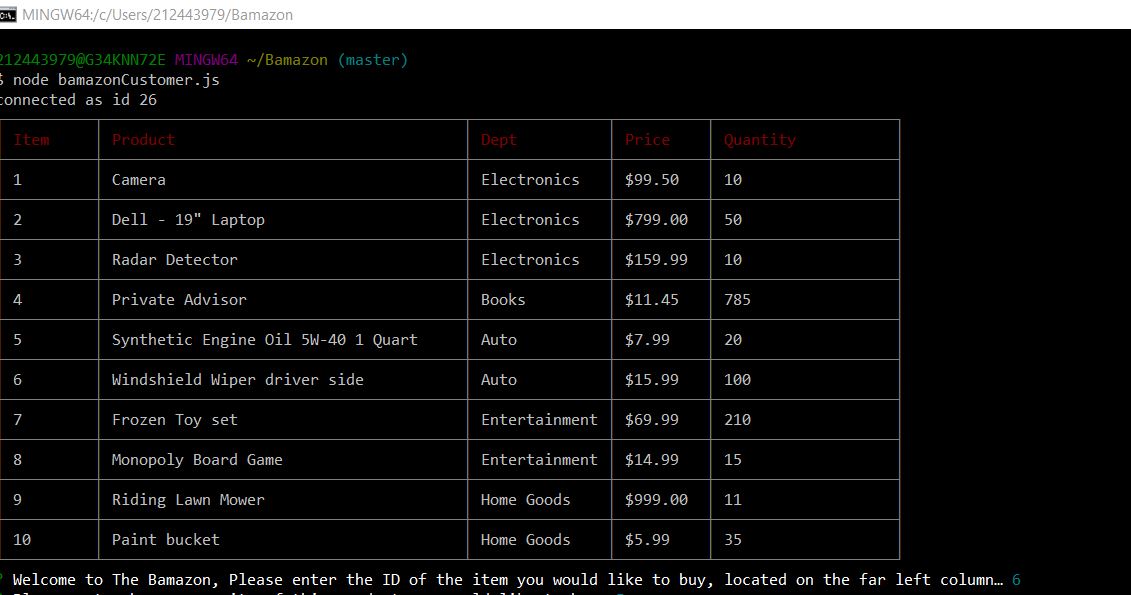 MINGW64:/c/Users/212443979/Bamazon
212443979@G34KNN72E MINGW64 ~/Bamazon (master)
$ node bamazonCustomer.js
connected as id 26
Item Product Dept Price Quantity
1 Camera Electronics $99.50 10
2 Dell - 19" Laptop Electronics $799.00 50
3 Radar Detector Electronics $159.99 10
4 Private Advisor Books $11.45 785
5 Synthetic Engine Oil 5W-40 1 Quart Auto $7.99 20
6 Windshield Wiper driver side Auto $15.99 100
7 Frozen Toy set Entertainment $69.99 210
8 Monopoly Board Game Entertainment $14.99 15
9 Riding Lawn Mower Home Goods $999.00 11
10 Paint bucket Home Goods $5.99 35
? Welcome to The Bamazon, Please enter the ID of the item you would like to buy, located on the far left column… 6